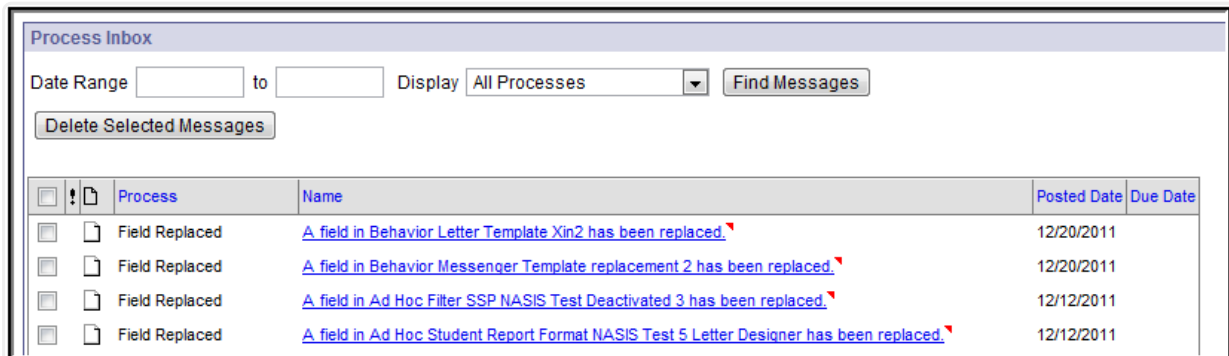 Process Inbox
Date Range to Display All Processes Find Messages
Delete Selected Messages
! Process Name Posted Date Due Date
Field Replaced A field in Behavior Letter Template Xin2 has been replaced. 12/20/2011
Field Replaced A field in Behavior Messenger Template replacement 2 has been replaced. 12/20/2011
Field Replaced A field in Ad Hoc Filter SSP NASIS Test Deactivated 3 has been replaced. 12/12/2011
Field Replaced A field in Ad Hoc Student Report Format NASIS Test 5 Letter Designer has been replaced. 12/12/2011